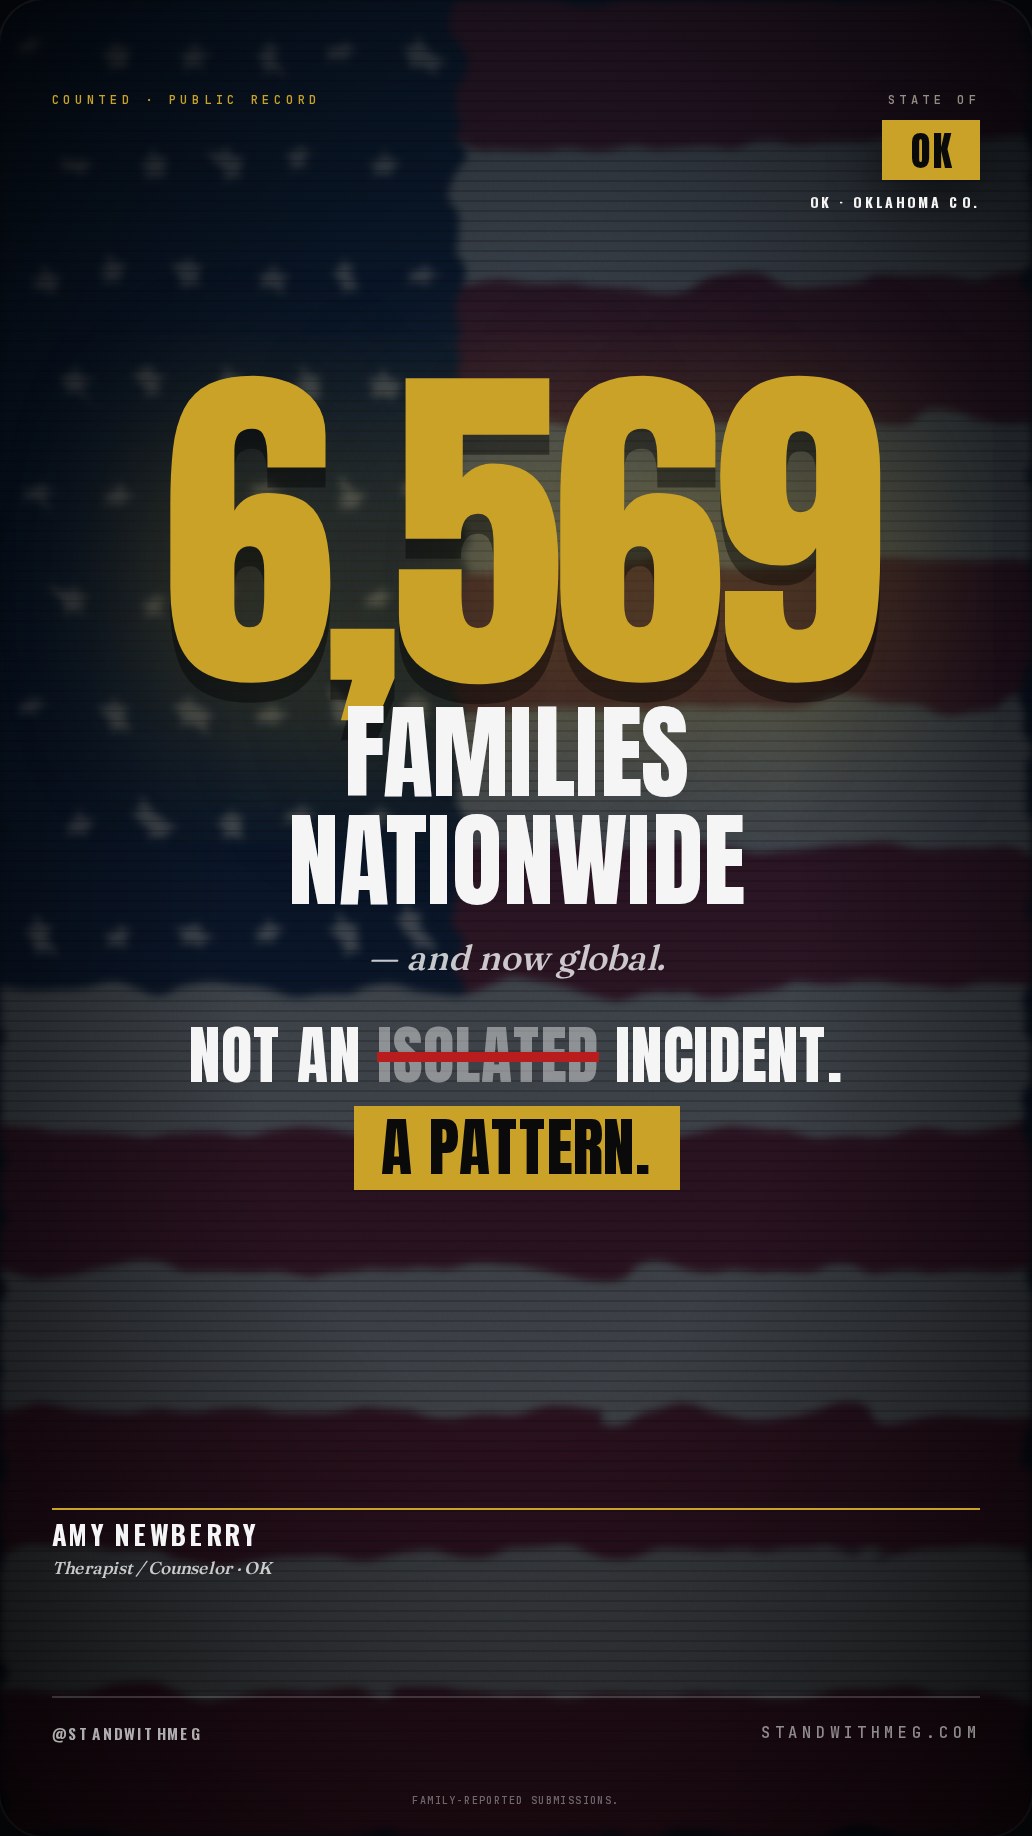 COUNTED · PUBLIC RECORD
STATE OF
OK
OK · OKLAHOMA CO.
6,569
FAMILIES
NATIONWIDE
— and now global.
NOT AN ISOLATED INCIDENT.
A PATTERN.
AMY NEWBERRY
Therapist / Counselor · OK
@STANDWITHMEG
STANDWITHMEG.COM
FAMILY-REPORTED SUBMISSIONS.